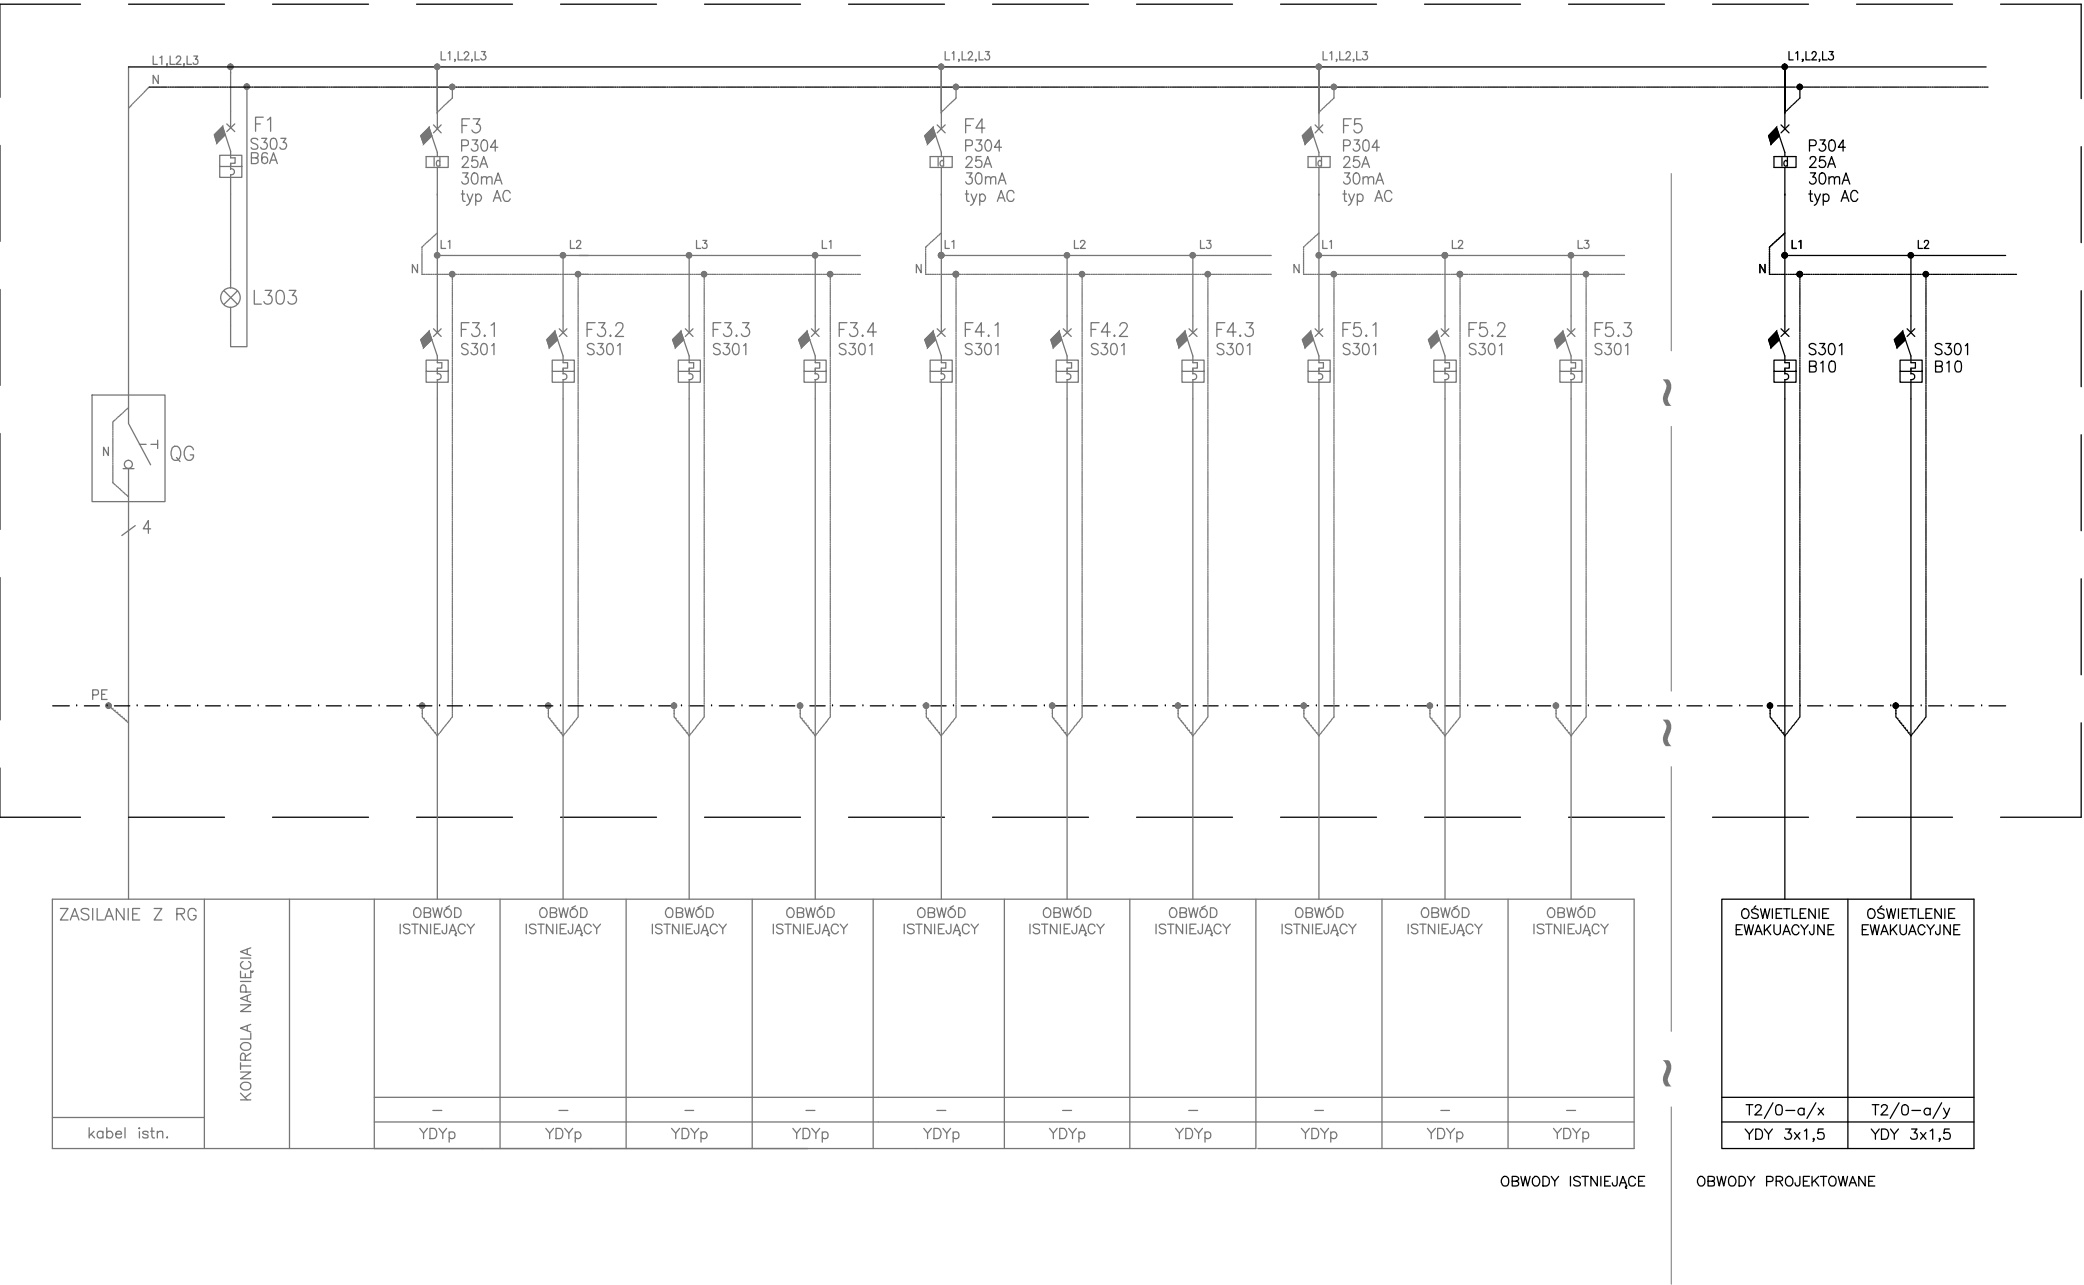 L1,L2,L3
L1,L2,L3
L1,L2,L3
L1,L2,L3
L1,L2,L3
N
F1
S303
B6A
F3
P304
25A
30mA
typ AC
F4
P304
25A
30mA
typ AC
F5
P304
25A
30mA
typ AC
P304
25A
30mA
typ AC
L1
L2
L3
L1
L1
L2
L3
L1
L2
L3
L1
L2
N
N
N
N
L303
F3.1
S301
F3.2
S301
F3.3
S301
F3.4
S301
F4.1
S301
F4.2
S301
F4.3
S301
F5.1
S301
F5.2
S301
F5.3
S301
S301
B10
S301
B10
N
QG
4
PE
ZASILANIE Z RG
kabel istn.
KONTROLA NAPIĘCIA
OBWÓD
ISTNIEJĄCY
–
YDYp
OBWÓD
ISTNIEJĄCY
–
YDYp
OBWÓD
ISTNIEJĄCY
–
YDYp
OBWÓD
ISTNIEJĄCY
–
YDYp
OBWÓD
ISTNIEJĄCY
–
YDYp
OBWÓD
ISTNIEJĄCY
–
YDYp
OBWÓD
ISTNIEJĄCY
–
YDYp
OBWÓD
ISTNIEJĄCY
–
YDYp
OBWÓD
ISTNIEJĄCY
–
YDYp
OBWÓD
ISTNIEJĄCY
–
YDYp
OŚWIETLENIE
EWAKUACYJNE
T2/0–a/x
YDY 3x1,5
OŚWIETLENIE
EWAKUACYJNE
T2/0–a/y
YDY 3x1,5
OBWODY ISTNIEJĄCE
OBWODY PROJEKTOWANE